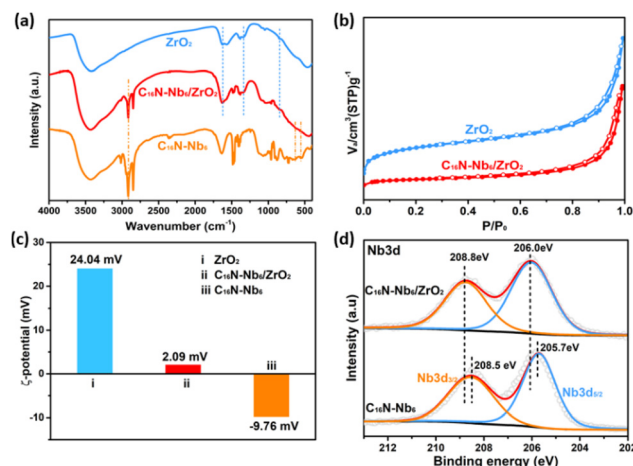 (a)
Intensity (a.u.)
ZrO₂
C₁₆N-Nb₆/ZrO₂
C₁₆N-Nb₆
4000 3500 3000 2500 2000 1500 1000 500
Wavenumber (cm⁻¹)
(b)
Vₐ/cm³(STP)g⁻¹
ZrO₂
C₁₆N-Nb₆/ZrO₂
0.0 0.2 0.4 0.6 0.8 1.0
P/P₀
(c)
ζ-potential (mV)
30
20
10
0
-10
24.04 mV
2.09 mV
-9.76 mV
i
ii
iii
i ZrO₂
ii C₁₆N-Nb₆/ZrO₂
iii C₁₆N-Nb₆
(d)
Intensity (a.u)
Nb3d
208.8eV
206.0eV
C₁₆N-Nb₆/ZrO₂
205.7eV
208.5 eV
Nb3d₃/₂
Nb3d₅/₂
C₁₆N-Nb₆
212 210 208 206 204 202
Binding energy (eV)